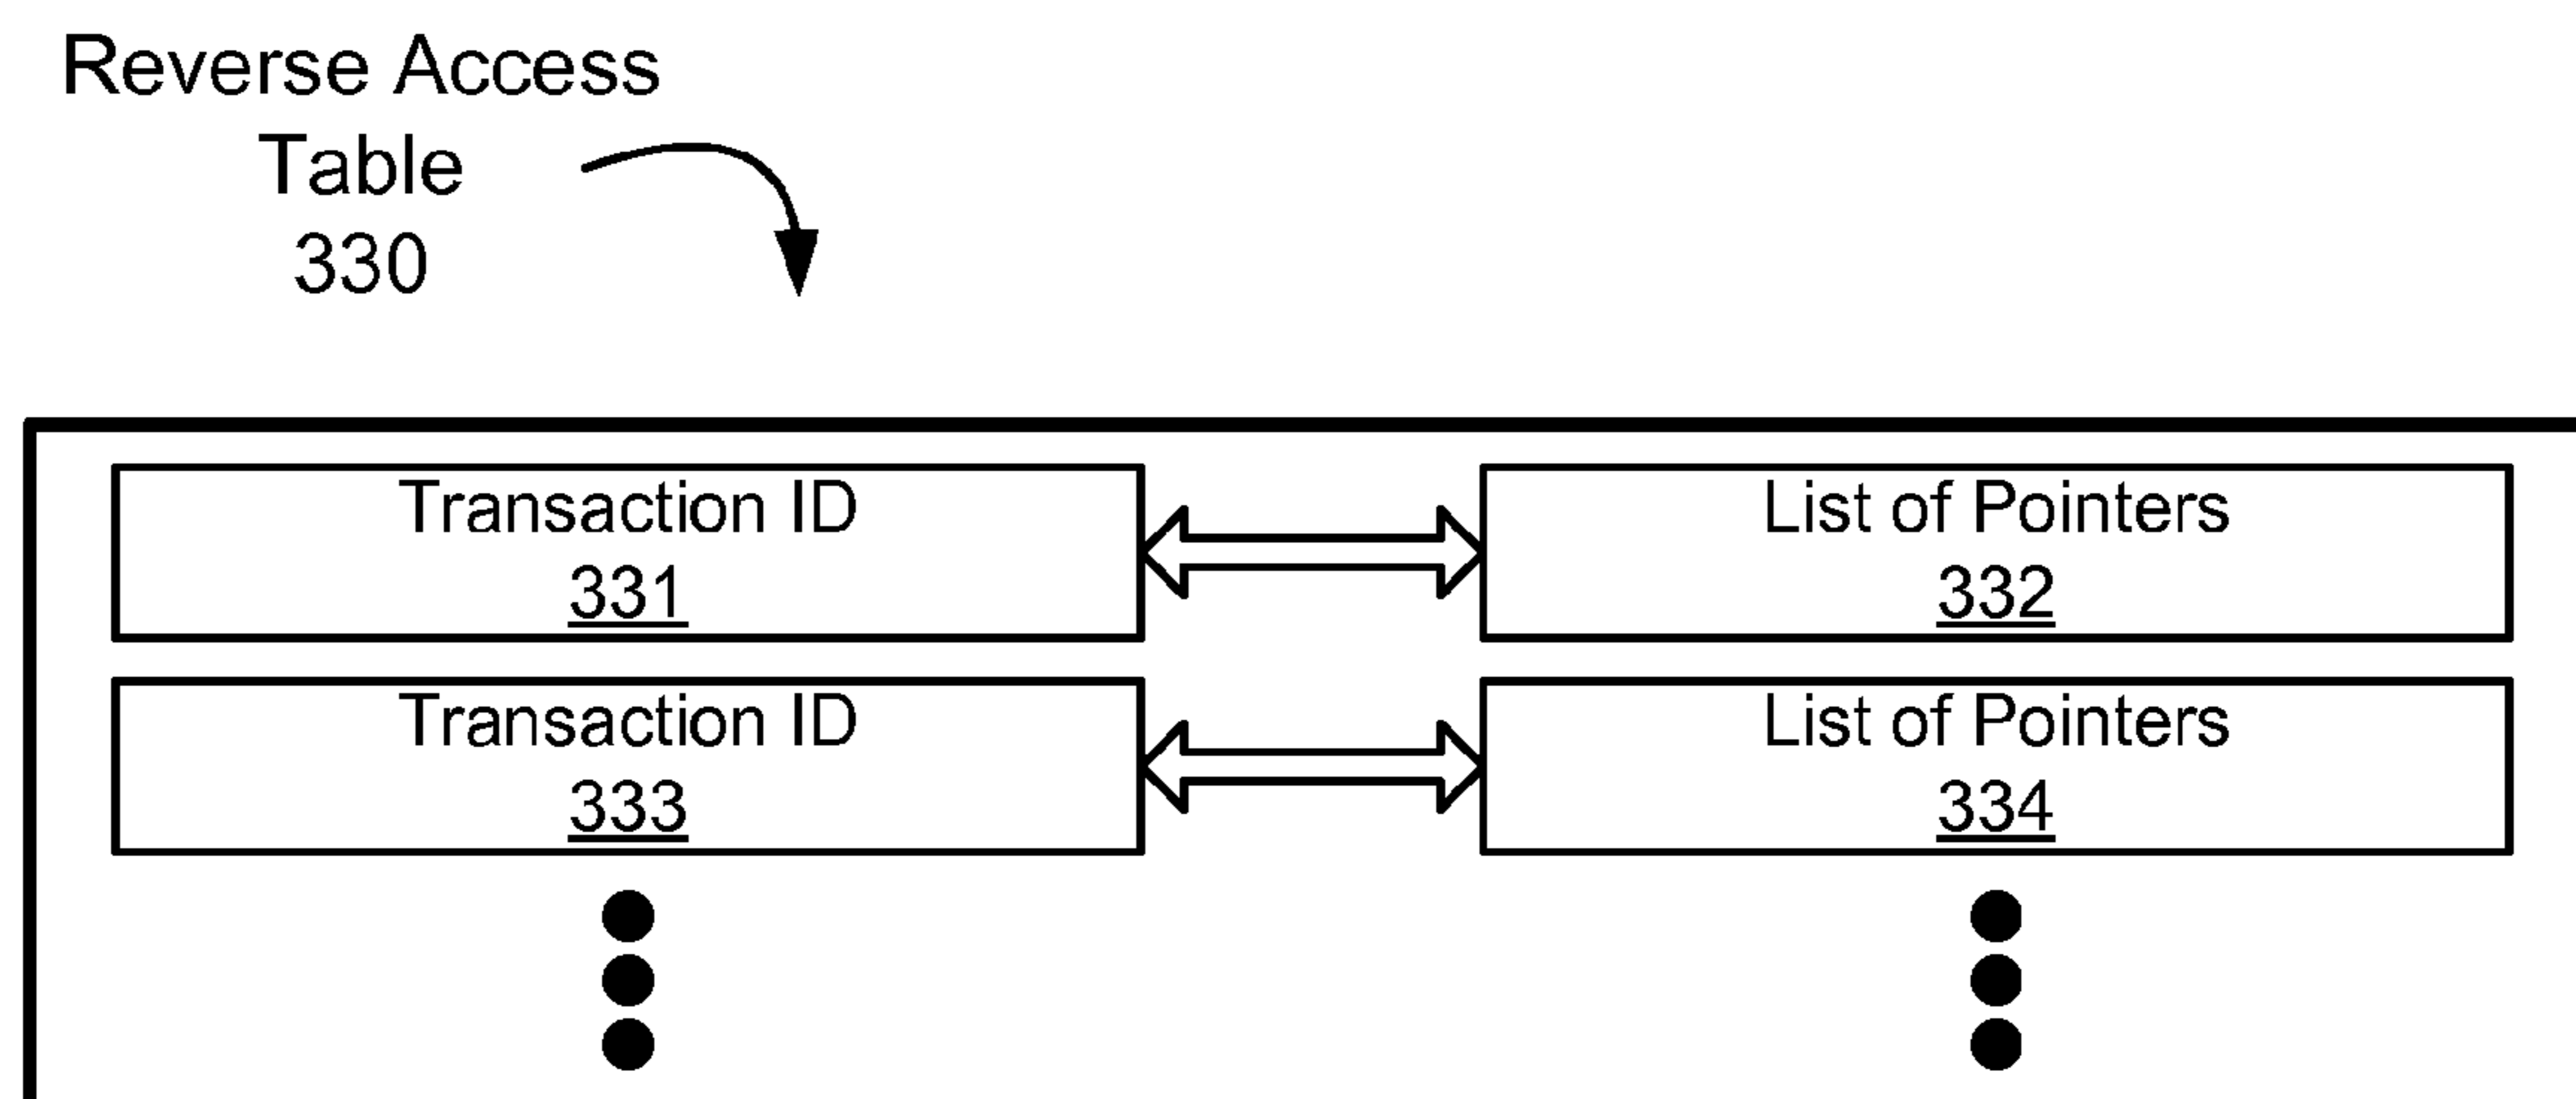 Reverse Access
Table
330
Transaction ID
331
List of Pointers
332
Transaction ID
333
List of Pointers
334